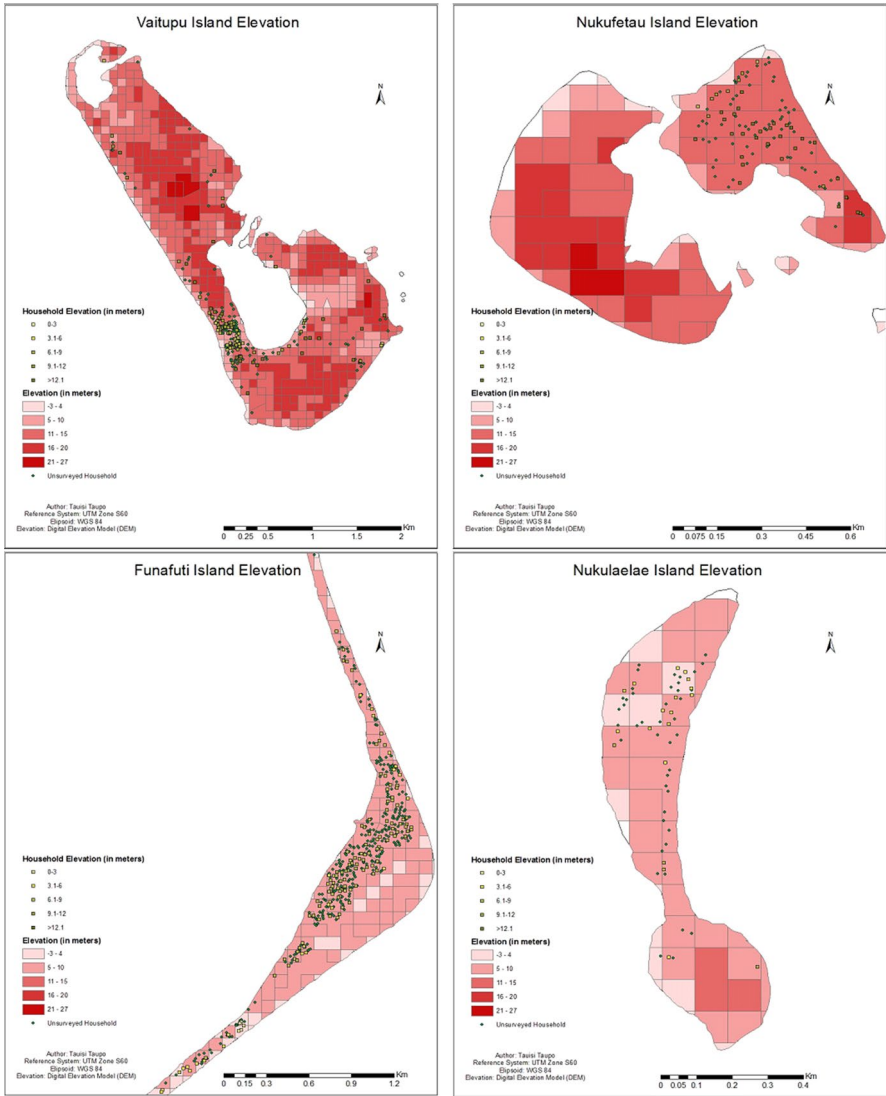 Vaitupu Island Elevation
N
Household Elevation (in meters)
0-3
3.1-6
6.1-9
9.1-12
>12.1
Elevation (in meters)
-3 - 4
5 - 10
11 - 15
16 - 20
21 - 27
Unsurveyed Household
Author: Tauisi Taupo
Reference System: UTM Zone S60
Elipsoid: WGS 84
Elevation: Digital Elevation Model (DEM)
Km
0 0.25 0.5 1 1.5 2
Nukufetau Island Elevation
N
Household Elevation (in meters)
0-3
3.1-6
6.1-9
9.1-12
>12.1
Elevation (in meters)
-3 - 4
5 - 10
11 - 15
16 - 20
21 - 27
Unsurveyed Household
Author: Tauisi Taupo
Reference System: UTM Zone S60
Elipsoid: WGS 84
Elevation: Digital Elevation Model (DEM)
Km
0 0.075 0.15 0.3 0.45 0.6
Funafuti Island Elevation
N
Household Elevation (in meters)
0-3
3.1-6
6.1-9
9.1-12
>12.1
Elevation (in meters)
-3 - 4
5 - 10
11 - 15
16 - 20
21 - 27
Unsurveyed Household
Author: Tauisi Taupo
Reference System: UTM Zone S60
Elipsoid: WGS 84
Elevation: Digital Elevation Model (DEM)
Km
0 0.15 0.3 0.6 0.9 1.2
Nukulaelae Island Elevation
N
Household Elevation (in meters)
0-3
3.1-6
6.1-9
9.1-12
>12.1
Elevation (in meters)
-3 - 4
5 - 10
11 - 15
16 - 20
21 - 27
Unsurveyed Household
Author: Tauisi Taupo
Reference System: UTM Zone S60
Elipsoid: WGS 84
Elevation: Digital Elevation Model (DEM)
Km
0 0.05 0.1 0.2 0.3 0.4